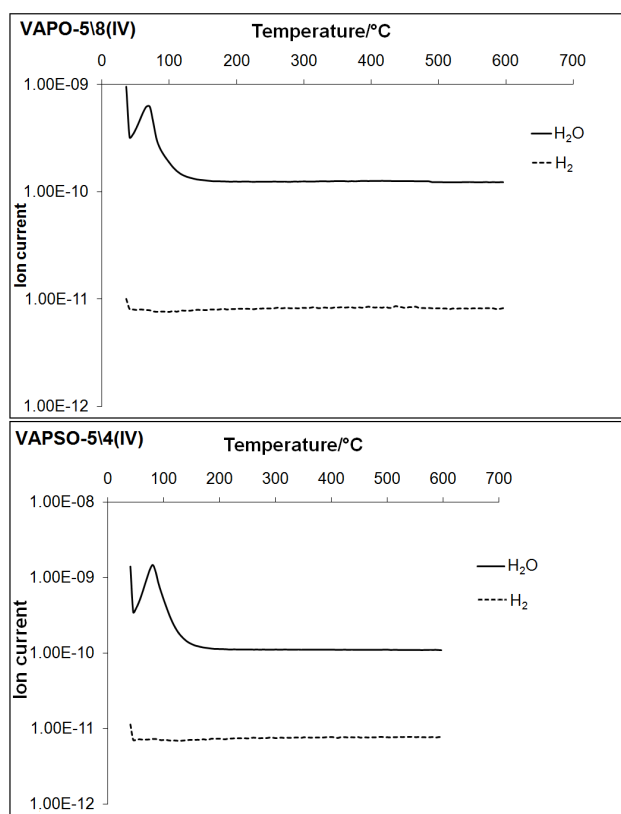 VAPO-5\8(IV)
Temperature/°C
0 100 200 300 400 500 600 700
1.00E-09
1.00E-10
1.00E-11
1.00E-12
Ion current
H₂O
H₂
VAPSO-5\4(IV)
Temperature/°C
0 100 200 300 400 500 600 700
1.00E-08
1.00E-09
1.00E-10
1.00E-11
1.00E-12
Ion current
H₂O
H₂